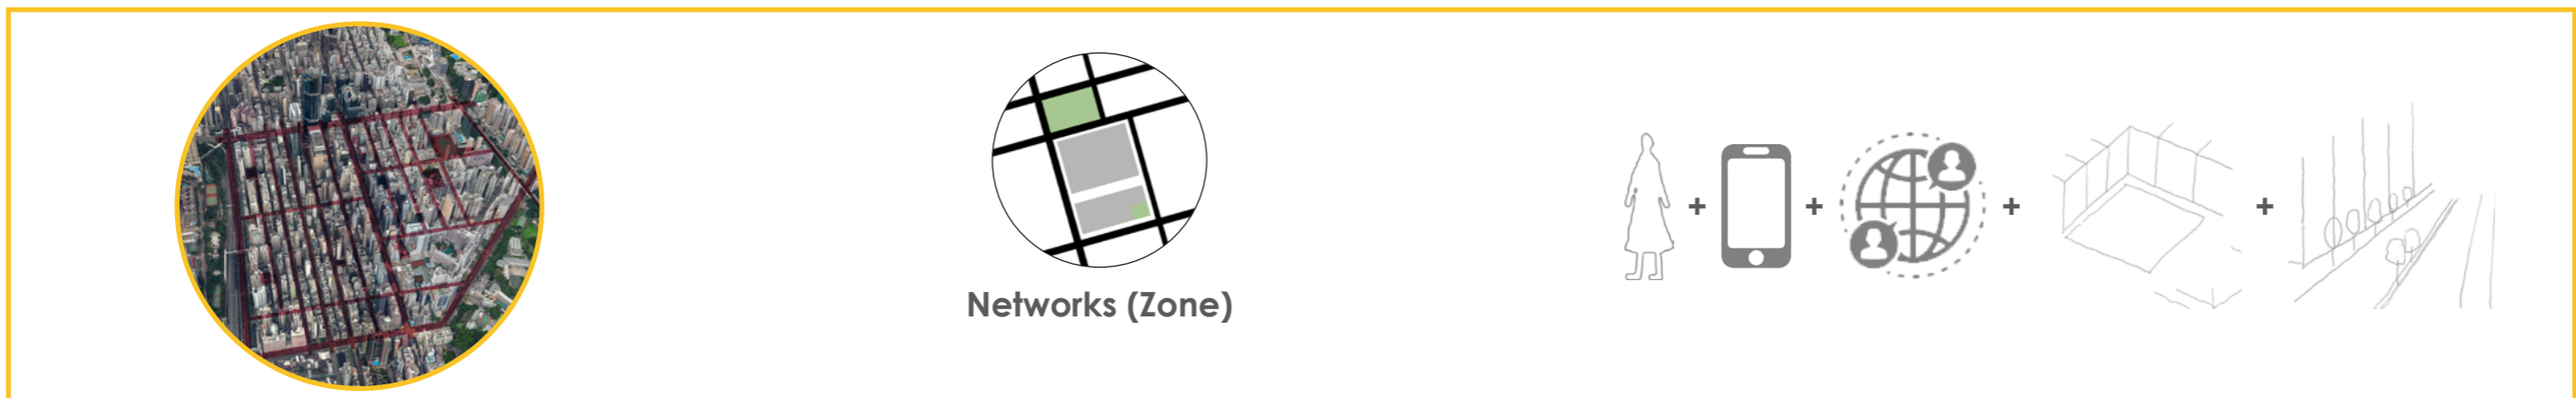 Networks (Zone)
+ + + +